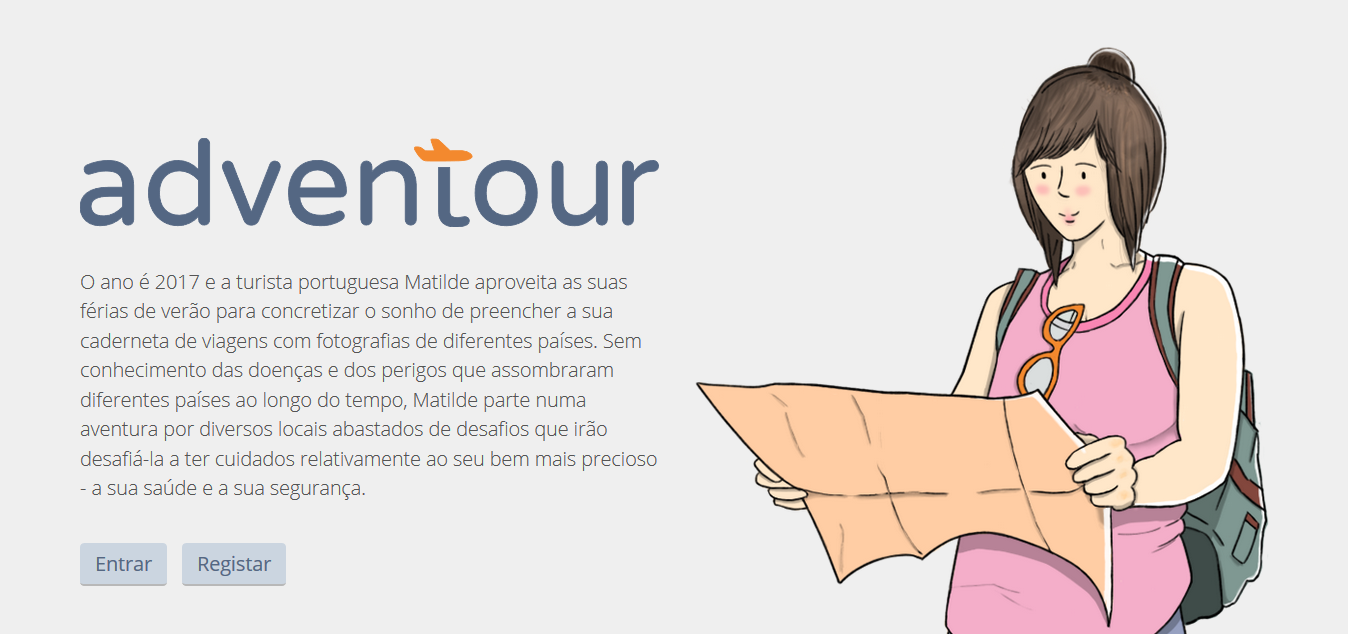 adventour
O ano é 2017 e a turista portuguesa Matilde aproveita as suas
férias de verão para concretizar o sonho de preencher a sua
caderneta de viagens com fotografias de diferentes países. Sem
conhecimento das doenças e dos perigos que assombraram
diferentes países ao longo do tempo, Matilde parte numa
aventura por diversos locais abastados de desafios que irão
desafiá-la a ter cuidados relativamente ao seu bem mais precioso
- a sua saúde e a sua segurança.
Entrar Registar